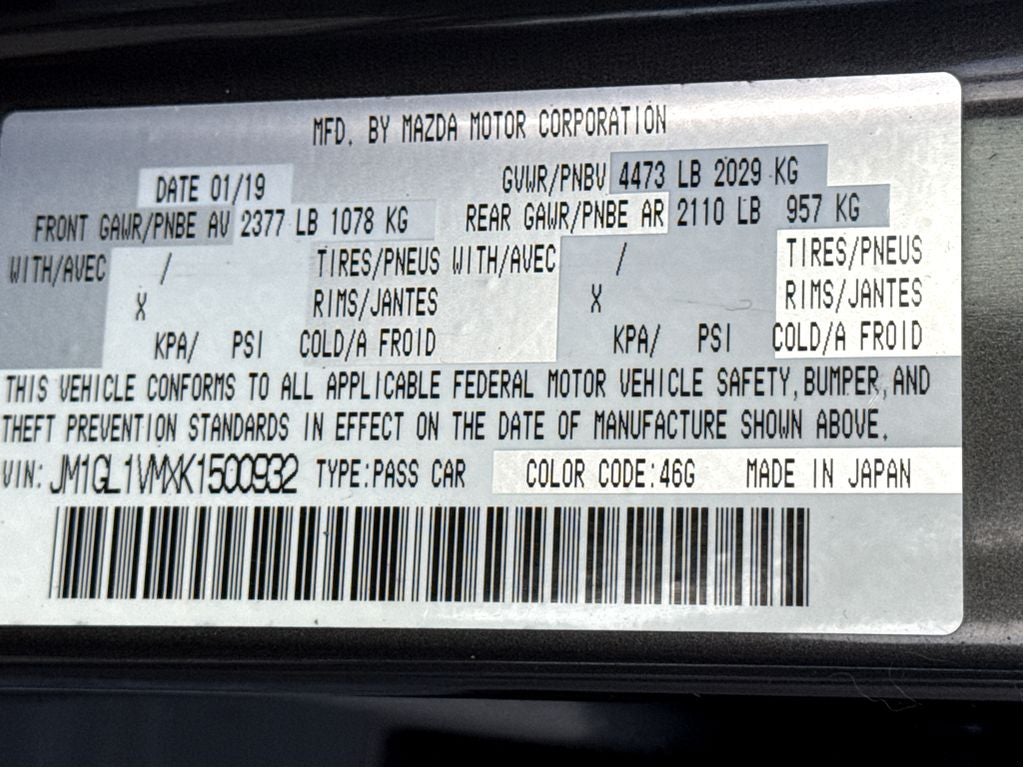 MFD. BY MAZDA MOTOR CORPORATION
DATE 01/19 GVWR/PNBV 4473 LB 2029 KG
FRONT GAWR/PNBE AV 2377 LB 1078 KG REAR GAWR/PNBE AR 2110 LB 957 KG
WITH/AVEC / TIRES/PNEUS WITH/AVEC / TIRES/PNEUS
X RIMS/JANTES X RIMS/JANTES
KPA/ PSI COLD/A FROID KPA/ PSI COLD/A FROID
THIS VEHICLE CONFORMS TO ALL APPLICABLE FEDERAL MOTOR VEHICLE SAFETY, BUMPER, AND
THEFT PREVENTION STANDARDS IN EFFECT ON THE DATE OF MANUFACTURE SHOWN ABOVE.
VIN: JM1GL1VMXK1500932 TYPE:PASS CAR COLOR CODE:46G MADE IN JAPAN